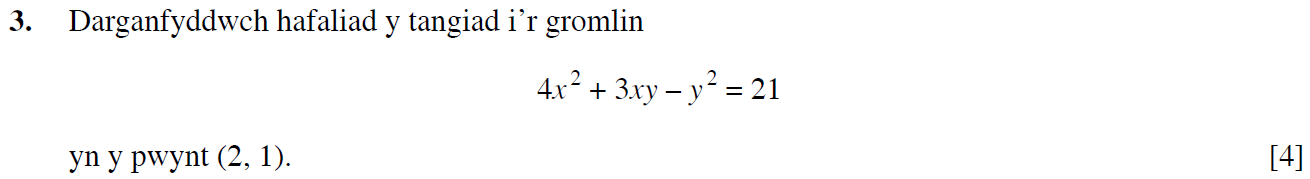 3. Darganfyddwch hafaliad y tangiad i’r gromlin
4x² + 3xy – y² = 21
yn y pwynt (2, 1). [4]